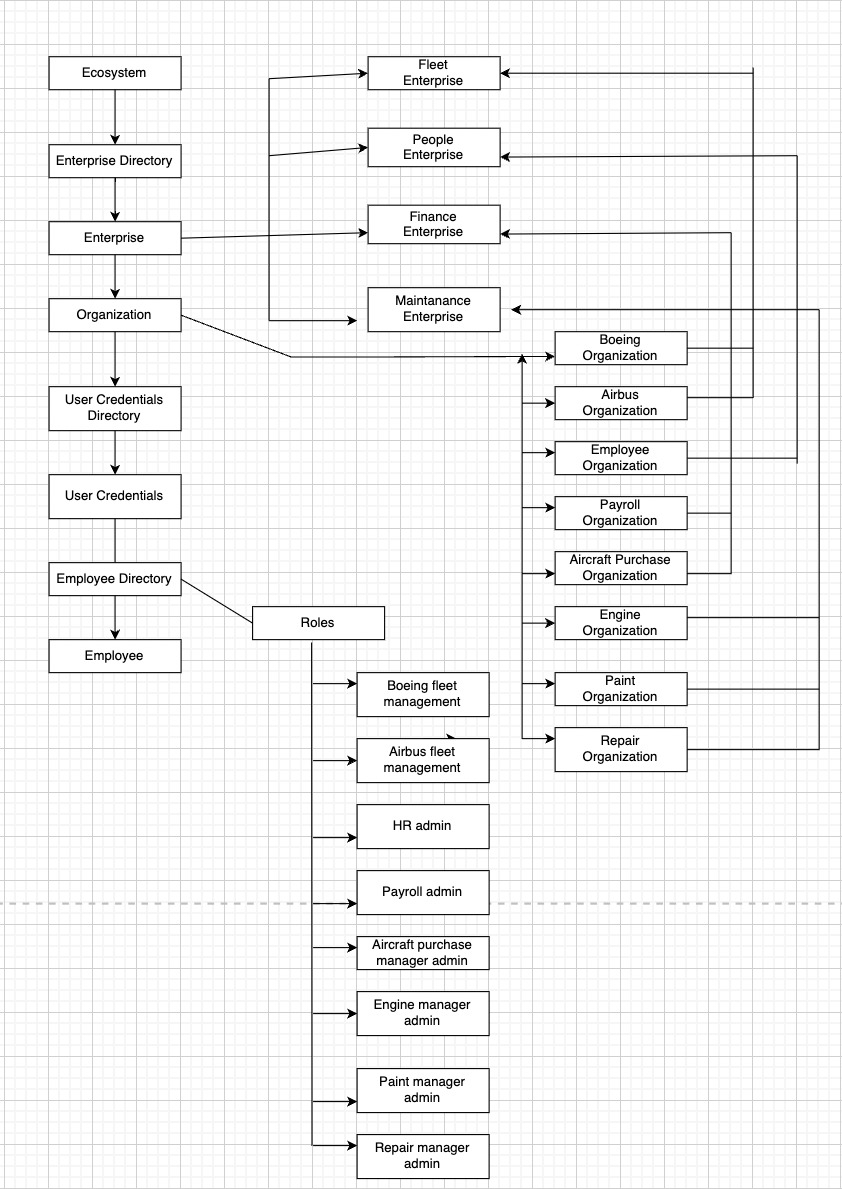 Ecosystem
Enterprise Directory
Enterprise
Organization
User Credentials
Directory
User Credentials
Employee Directory
Employee
Fleet
Enterprise
People
Enterprise
Finance
Enterprise
Maintanance
Enterprise
Boeing
Organization
Airbus
Organization
Employee
Organization
Payroll
Organization
Aircraft Purchase
Organization
Engine
Organization
Paint
Organization
Repair
Organization
Roles
Boeing fleet
management
Airbus fleet
management
HR admin
Payroll admin
Aircraft purchase
manager admin
Engine manager
admin
Paint manager
admin
Repair manager
admin